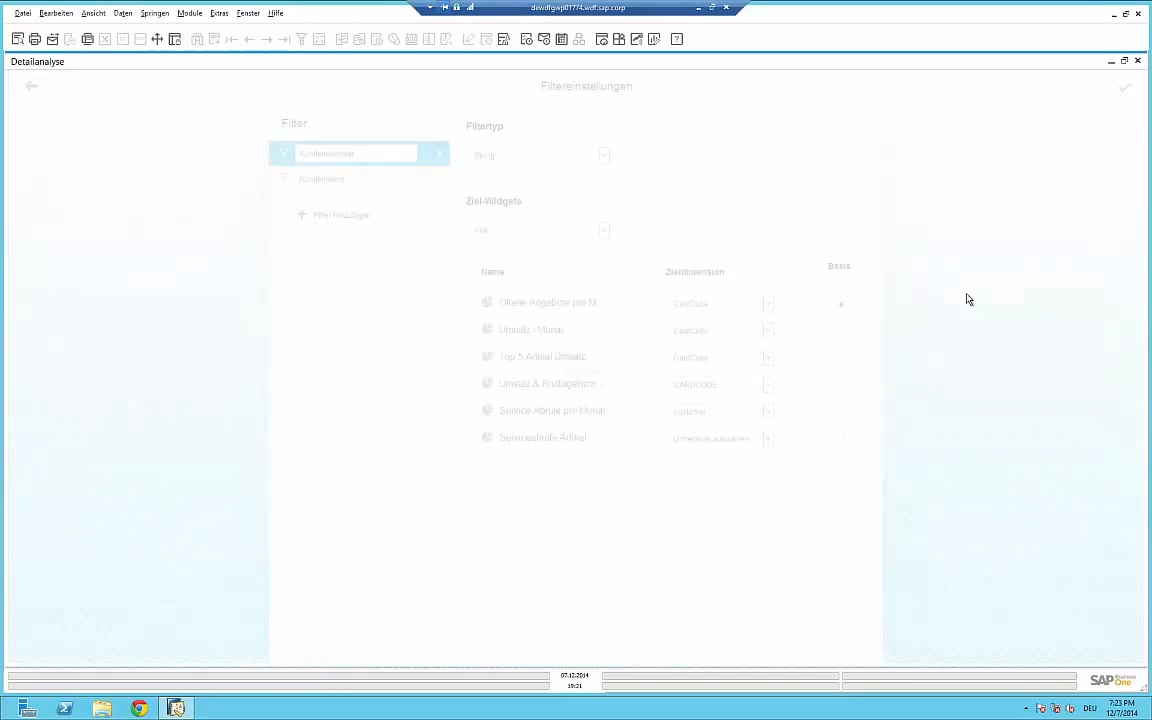 dewdfgwp01774.wdf.sap.corp
Datei Bearbeiten Ansicht Daten Springen Module Extras Fenster Hilfe
Detailanalyse
Filtereinstellungen
Filter
Filtertyp
Kundennummer
String
Kundenname
Ziel-Widgets
Filter hinzufügen
Alle
Name Zieldimension Basis
Offene Angebote pro M... CardCode
Umsatz / Monat CardCode
Top 5 Artikel Umsatz CardCode
Umsatz & Bruttogewinn ... CARDCODE
Service Abrufe pro Monat customer
Serviceabrufe Artikel Dimension auswählen
07.12.2014
19:21
SAP Business One
DEU
7:23 PM
12/7/2014